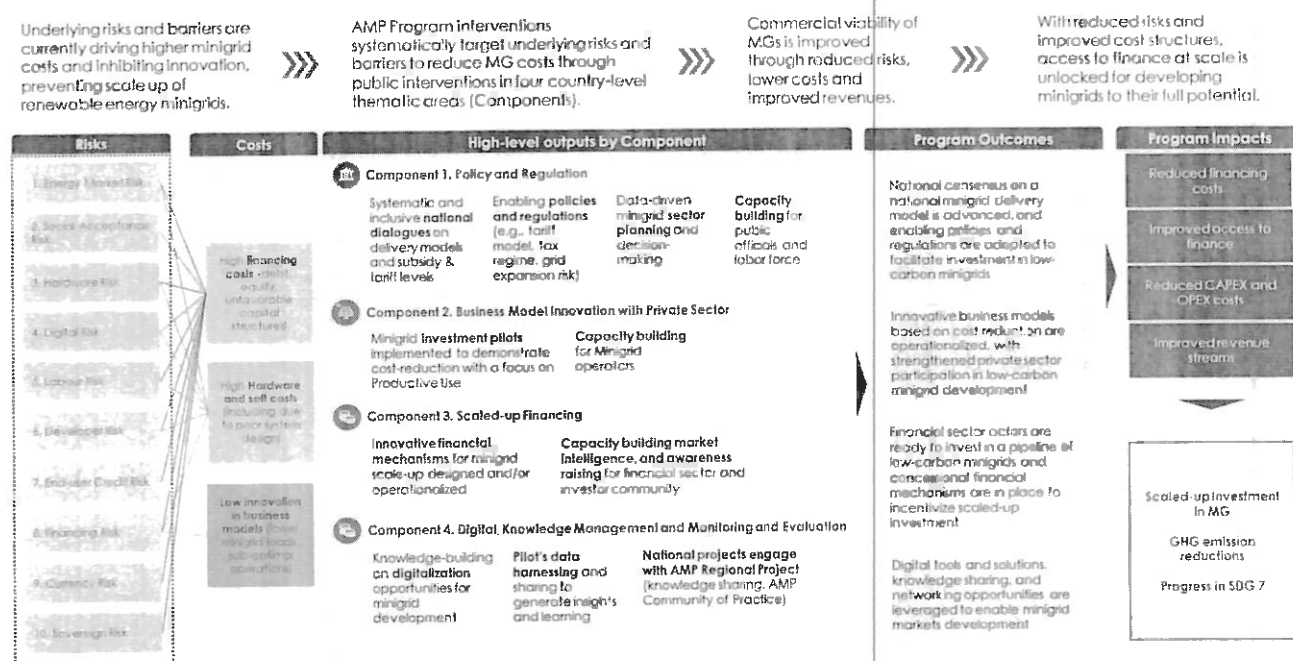 Underlying risks and barriers are
currently driving higher minigrid
costs and inhibiting innovation,
preventing scale up of
renewable energy minigrids.
AMP Program interventions
systematically target underlying risks and
barriers to reduce MG costs through
public interventions in four country-level
thematic areas (Components).
Commercial viability of
MGs is improved
through reduced risks,
lower costs and
improved revenues.
With reduced risks and
improved cost structures,
access to finance at scale is
unlocked for developing
minigrids to their full potential.
Risks
1. Energy Market Risk
2. Social Acceptance
Risk
3. Hardware Risk
4. Digital Risk
5. Labour Risk
6. Developer Risk
7. End-user Credit Risk
8. Financing Risk
9. Currency Risk
10. Sovereign Risk
Costs
High financing
costs (debt,
equity,
unfavorable
capital
structures)
High Hardware
and soft costs
(including due
to poor system
design)
Low innovation
in business
models
minigrid loads,
operations)
High-level outputs by Component
Component 1. Policy and Regulation
Systematic and
inclusive national
dialogues on
delivery models
and subsidy &
tariff levels
Enabling policies
and regulations
(e.g., tariff
model, tax
regime, grid
expansion risk)
Data-driven
minigrid sector
planning and
decision-
making
Capacity
building for
public
officials and
labor force
Component 2. Business Model Innovation with Private Sector
Minigrid investment pilots
implemented to demonstrate
cost-reduction with a focus on
Productive Use
Capacity building
for Minigrid
operators
Component 3. Scaled-up Financing
Innovative financial
mechanisms for minigrid
scale-up designed and/or
operationalized
Capacity building market
intelligence, and awareness
raising for financial sector and
investor community
Component 4. Digital, Knowledge Management and Monitoring and Evaluation
Knowledge-building
on digitalization
opportunities for
minigrid
development
Pilot's data
harnessing and
sharing to
generate insights
and learning
National projects engage
with AMP Regional Project
(knowledge sharing, AMP
Community of Practice)
Program Outcomes
National consensus on a
national minigrid delivery
model is advanced, and
enabling policies and
regulations are adopted to
facilitate investment in low-
carbon minigrids
Innovative business models
based on cost reduction are
operationalized, with
strengthened private sector
participation in low-carbon
minigrid development
Financial sector actors are
ready to invest in a pipeline of
low-carbon minigrids and
concessional financial
mechanisms are in place to
incentivize scaled-up
investment
Digital tools and solutions,
knowledge sharing, and
networking opportunities are
leveraged to enable minigrid
markets development
Program Impacts
Reduced financing
costs
Improved access to
finance
Reduced CAPEX and
OPEX costs
Improved revenue
streams
Scaled-up Investment
in MG
GHG emission
reductions
Progress in SDG 7